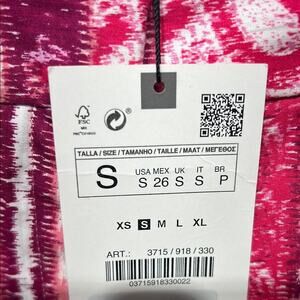 FSC
MIX
TALLA / SIZE / TAMANHO / TAILLE / MAAT / ΜΕΓΕΘΟΣ
S
USA MEX UK IT BR
S 26 S S P
XS S M L XL
ART.: 3715 / 918 / 330
03715918330022